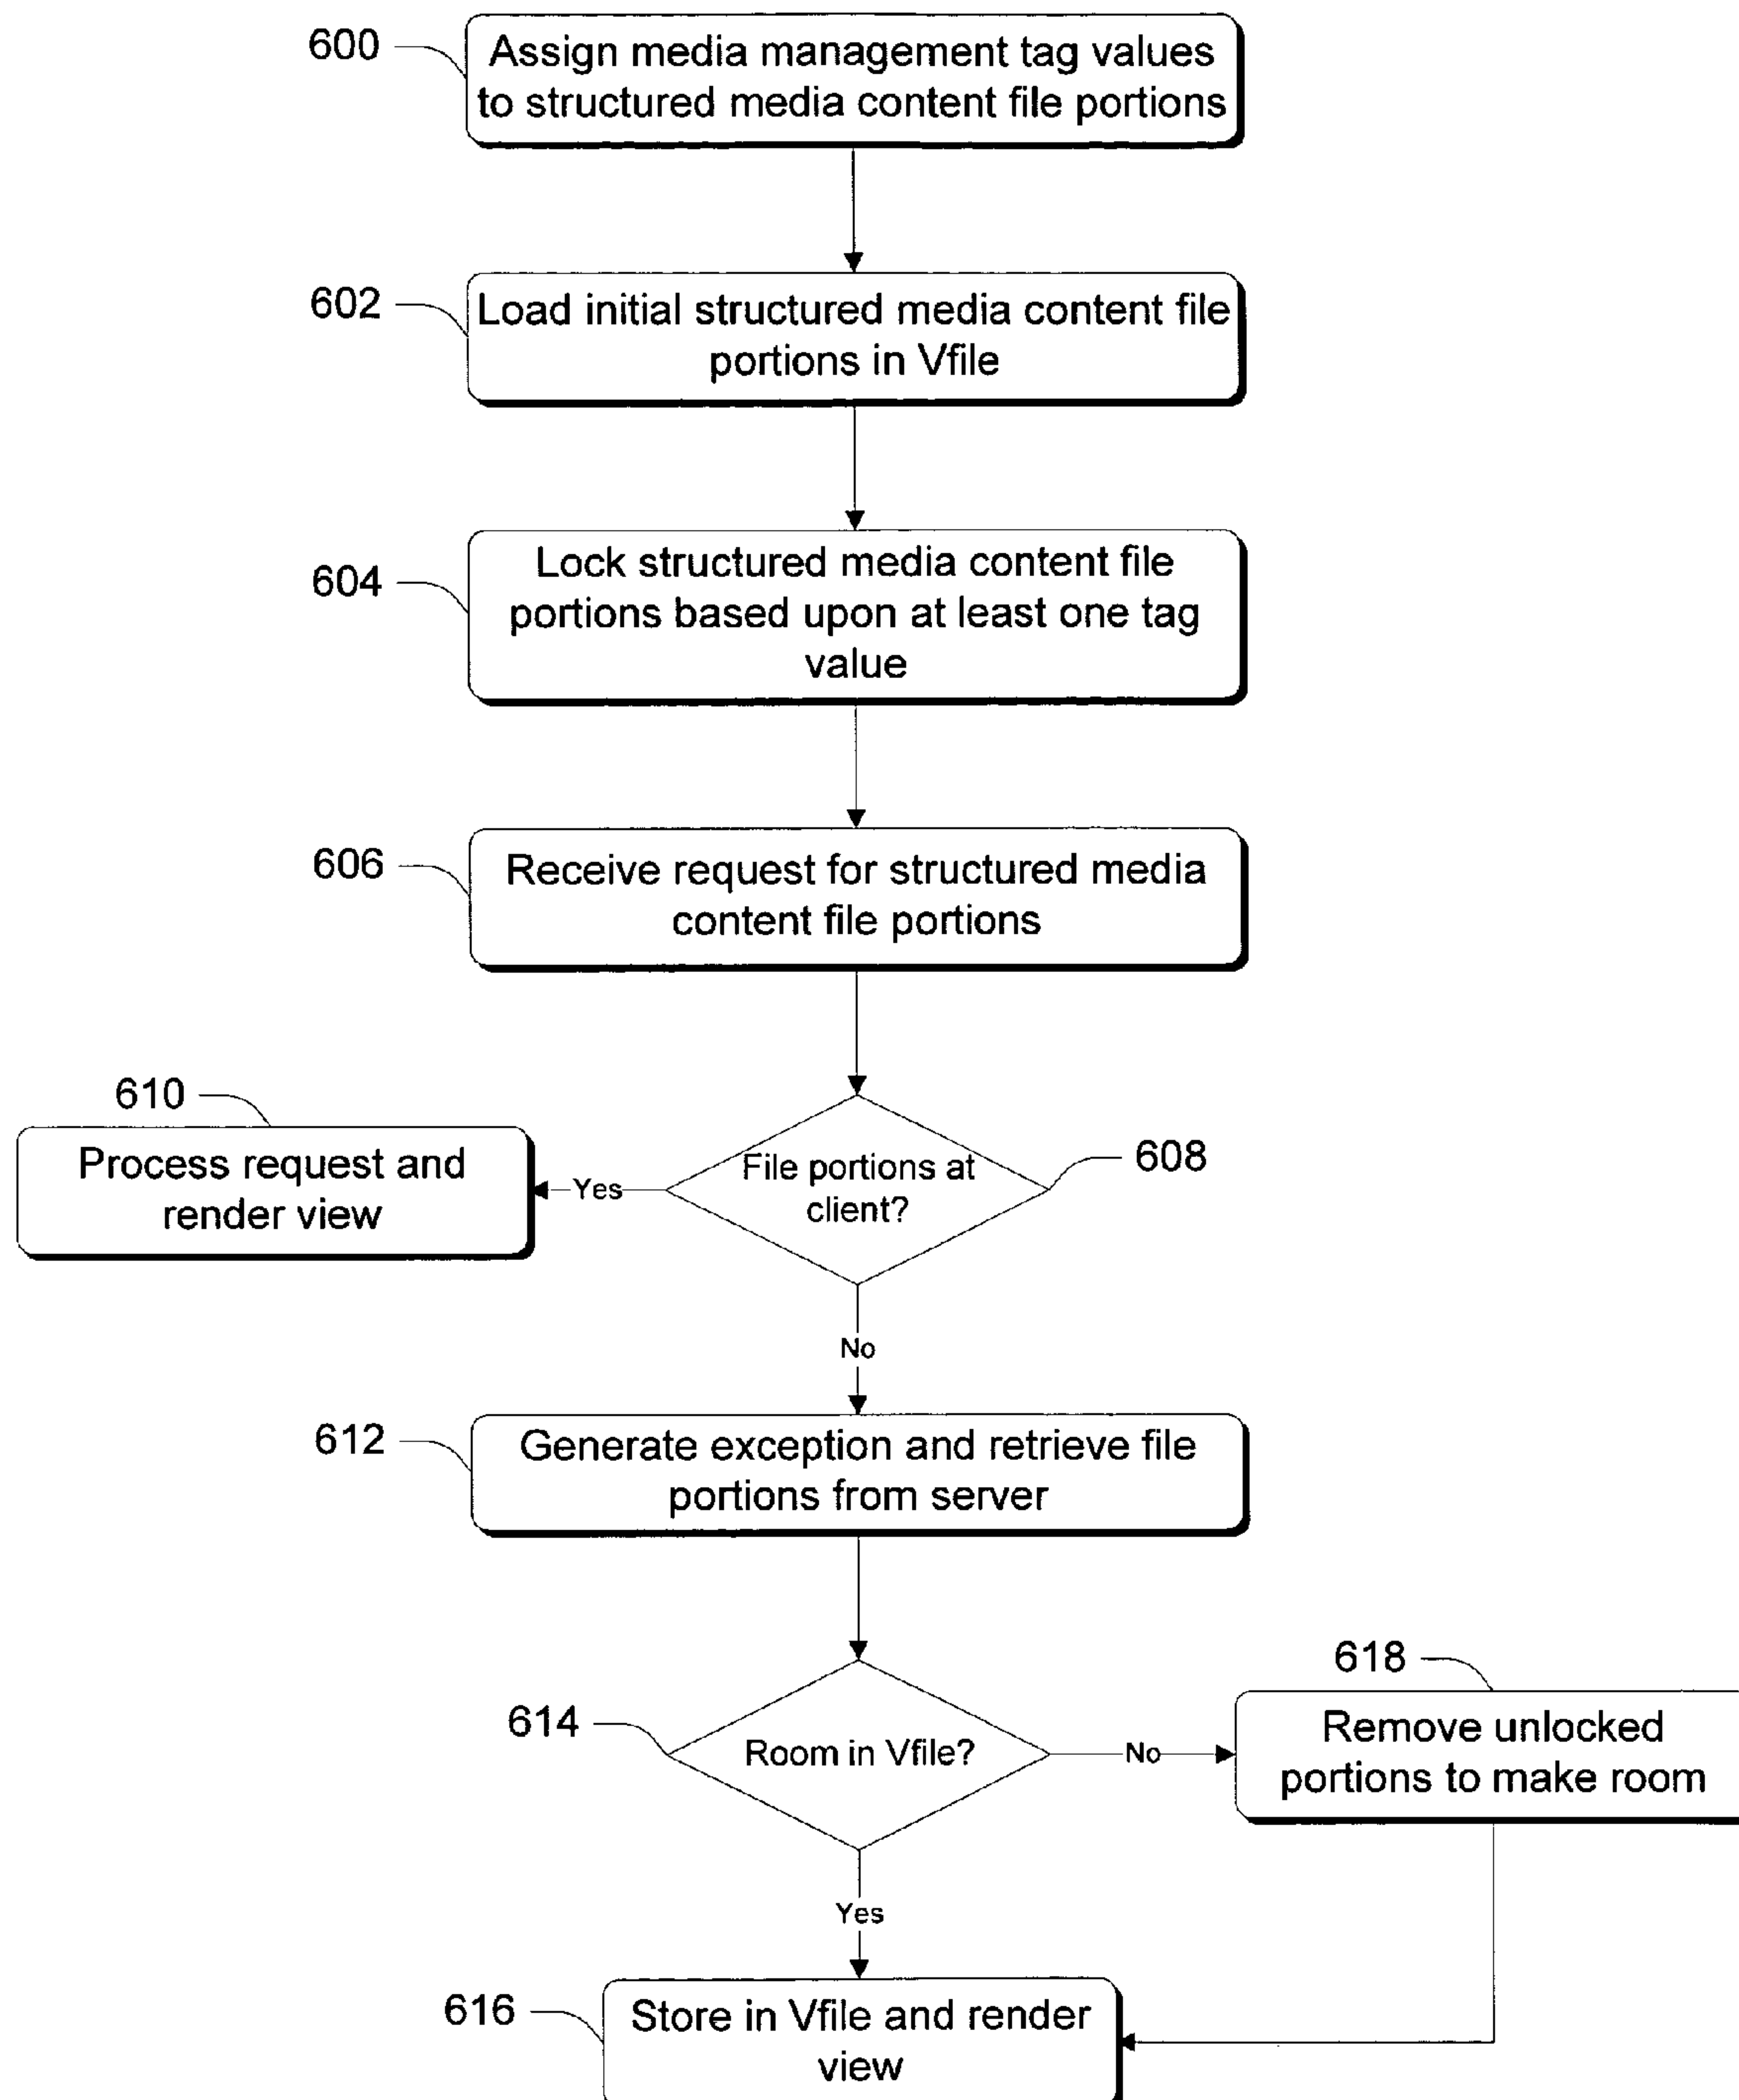 600
Assign media management tag values
to structured media content file portions
602
Load initial structured media content file
portions in Vfile
604
Lock structured media content file
portions based upon at least one tag
value
606
Receive request for structured media
content file portions
610
Process request and
render view
Yes
File portions at
client?
608
No
612
Generate exception and retrieve file
portions from server
614
Room in Vfile?
No
618
Remove unlocked
portions to make room
Yes
616
Store in Vfile and render
view